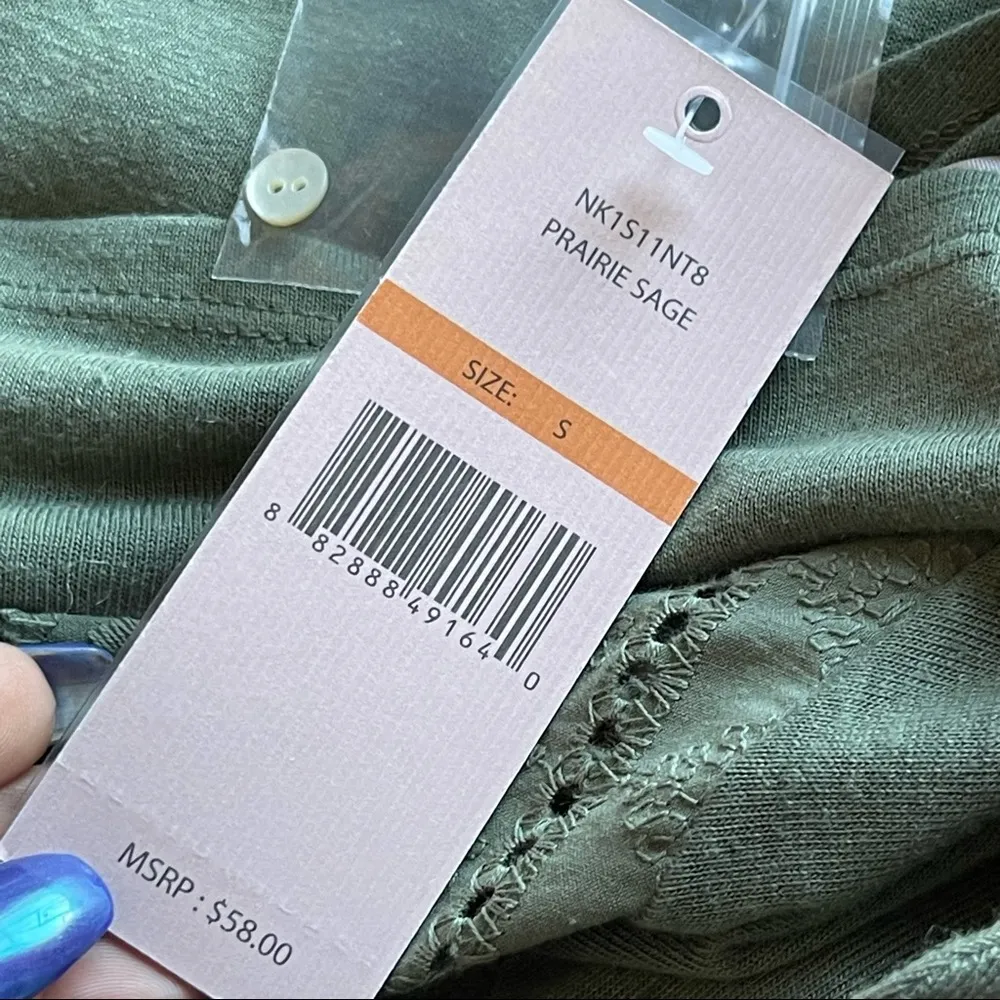 NK1S11NT8
PRAIRIE SAGE
SIZE: S
8 82888 49164 0
MSRP : $58.00